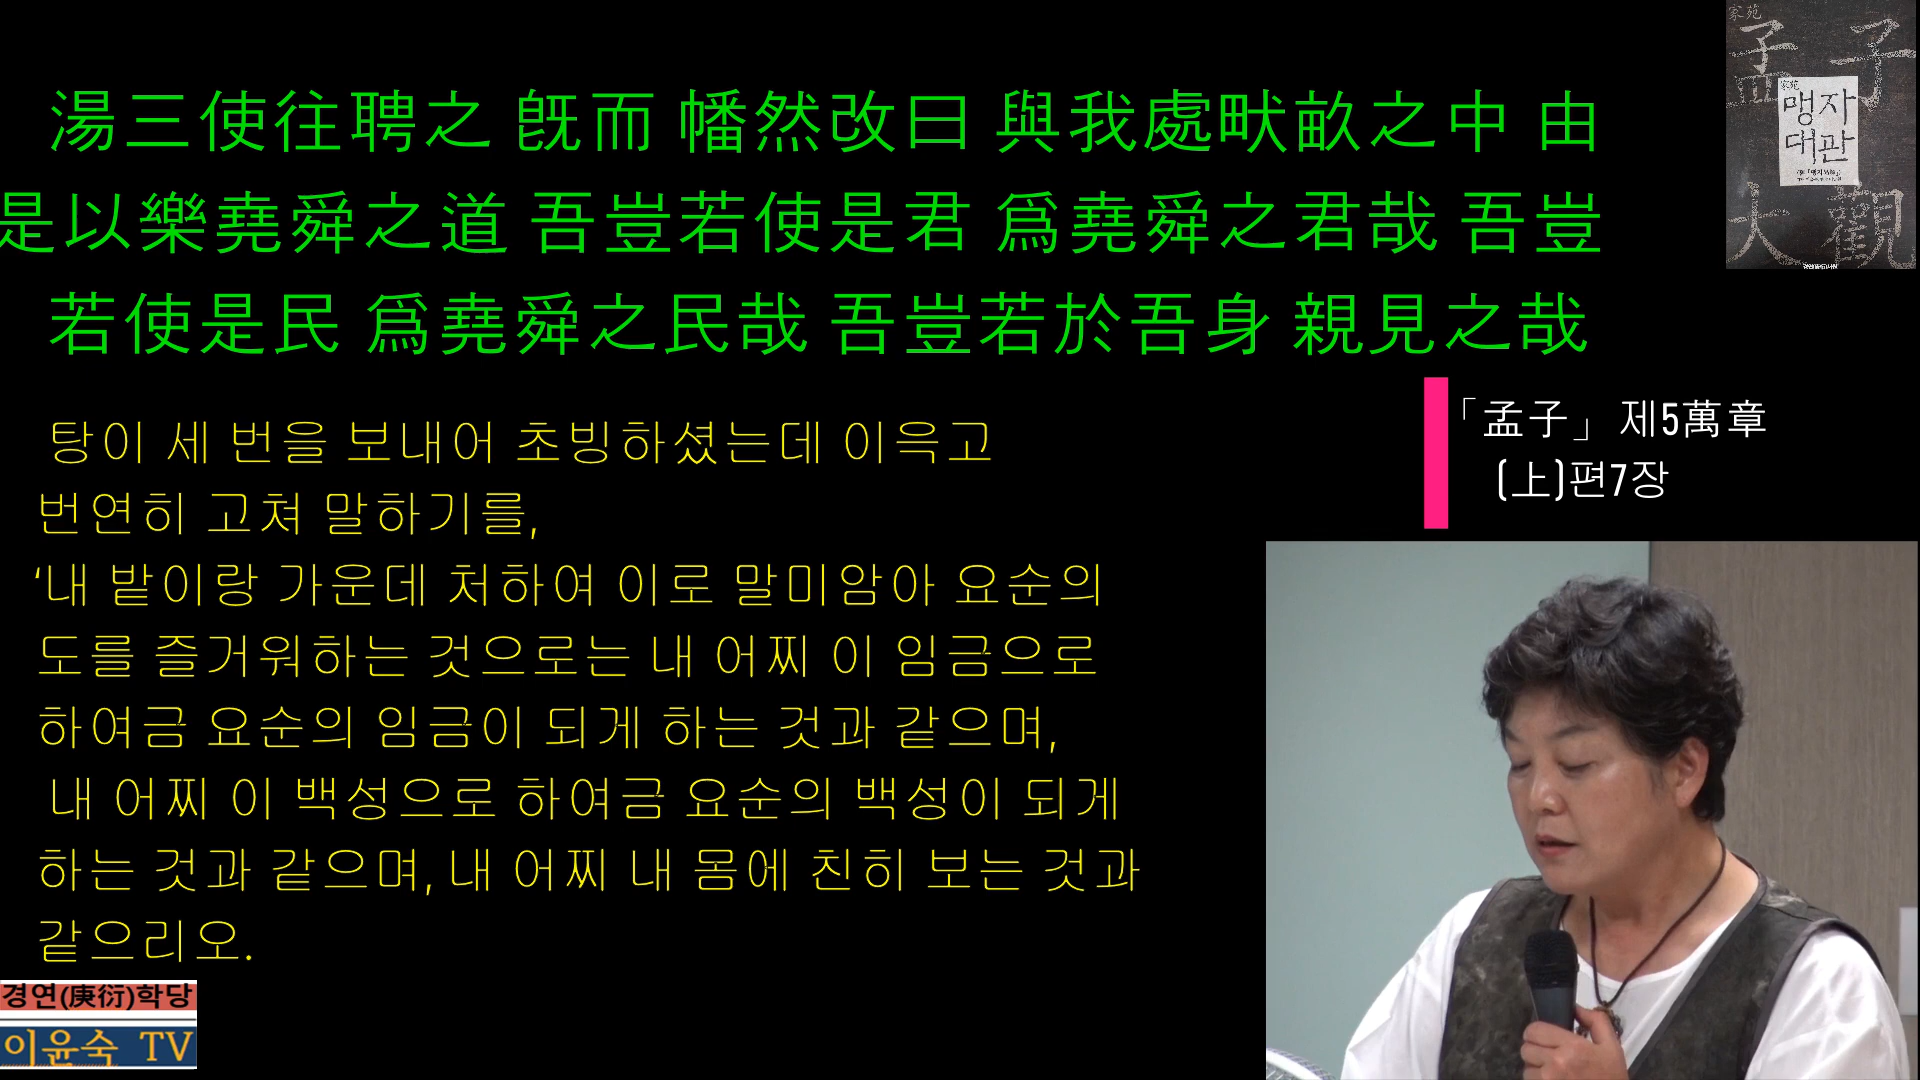 湯三使往聘之 旣而 幡然改曰 與我處畎畝之中 由
是以樂堯舜之道 吾豈若使是君 爲堯舜之君哉 吾豈
若使是民 爲堯舜之民哉 吾豈若於吾身 親見之哉
탕이 세 번을 보내어 초빙하셨는데 이윽고
번연히 고쳐 말하기를,
‘내 밭이랑 가운데 처하여 이로 말미암아 요순의
도를 즐거워하는 것으로는 내 어찌 이 임금으로
하여금 요순의 임금이 되게 하는 것과 같으며,
내 어찌 이 백성으로 하여금 요순의 백성이 되게
하는 것과 같으며, 내 어찌 내 몸에 친히 보는 것과
같으리오.
「孟子」 제5萬章
(上)편7장
家苑
孟子
家苑
맹자
대관
大觀
경연(庚衍)학당
이윤숙 TV